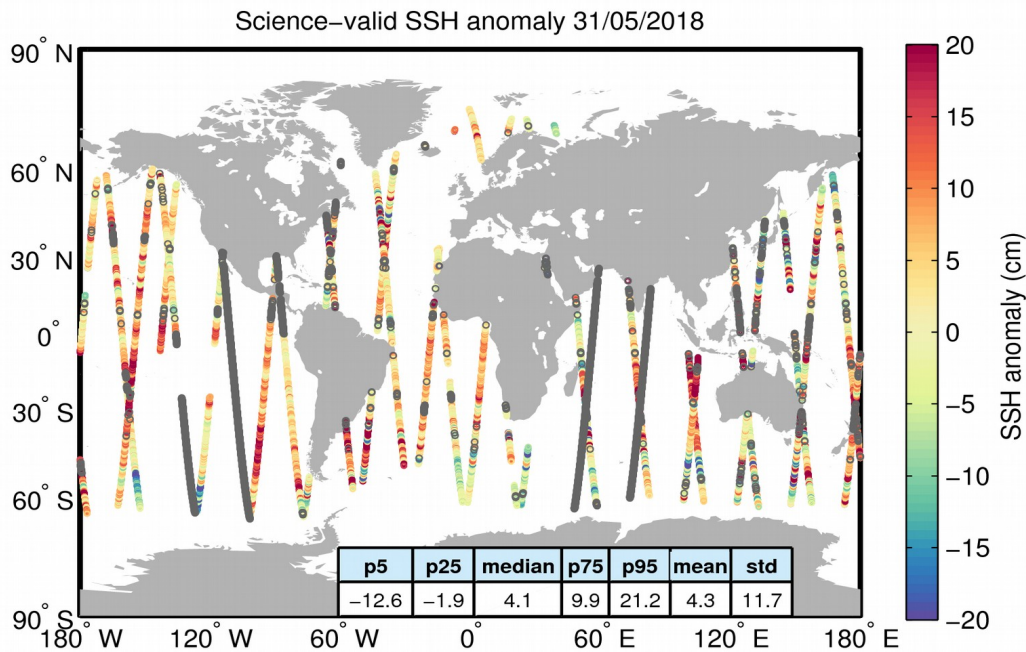 Science−valid SSH anomaly 31/05/2018
90° N
60° N
30° N
0°
30° S
60° S
90° S
180° W
120° W
60° W
0°
60° E
120° E
180° E
20
15
10
5
0
−5
−10
−15
−20
SSH anomaly (cm)
p5 p25 median p75 p95 mean std
−12.6 −1.9 4.1 9.9 21.2 4.3 11.7